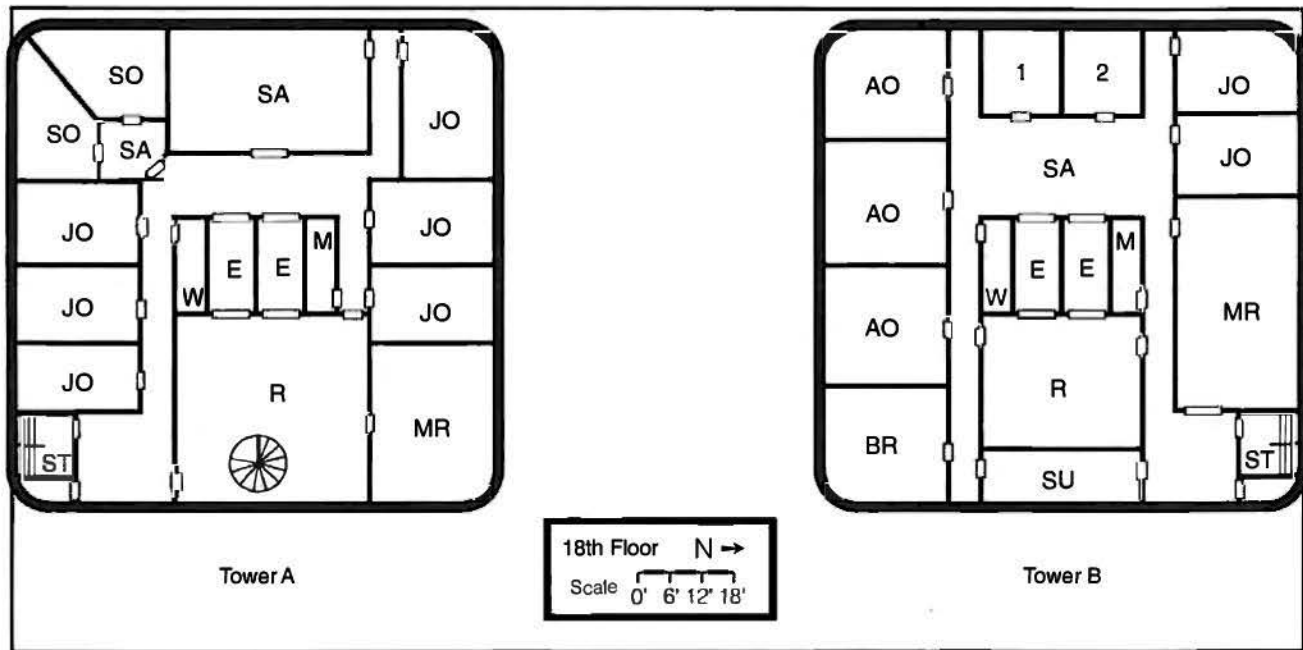 SO
SA
JO
SO
SA
JO
JO
JO
JO
JO
M
W
E
E
R
MR
ST
Tower A
AO
1
2
JO
JO
SA
AO
M
W
E
E
MR
AO
R
BR
SU
ST
Tower B
18th Floor N →
Scale 0' 6' 12' 18'